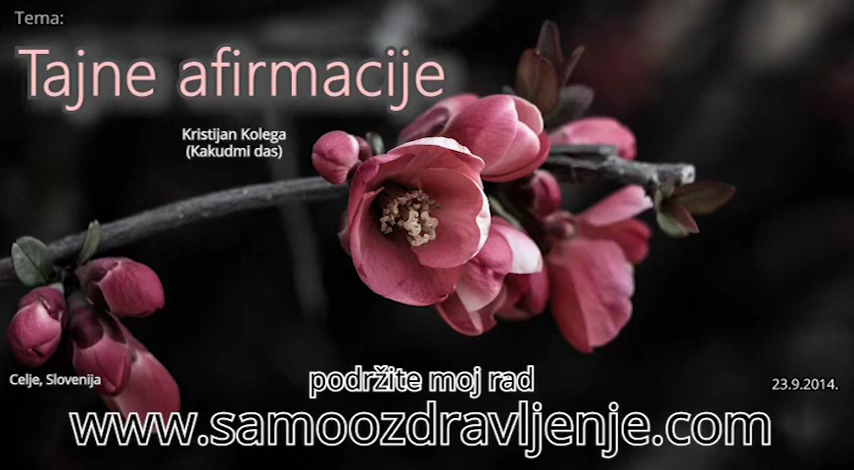 Tema:
Tajne afirmacije
Kristijan Kolega
(Kakudmi das)
Celje, Slovenija
podržite moj rad
23.9.2014.
www.samoozdravljenje.com